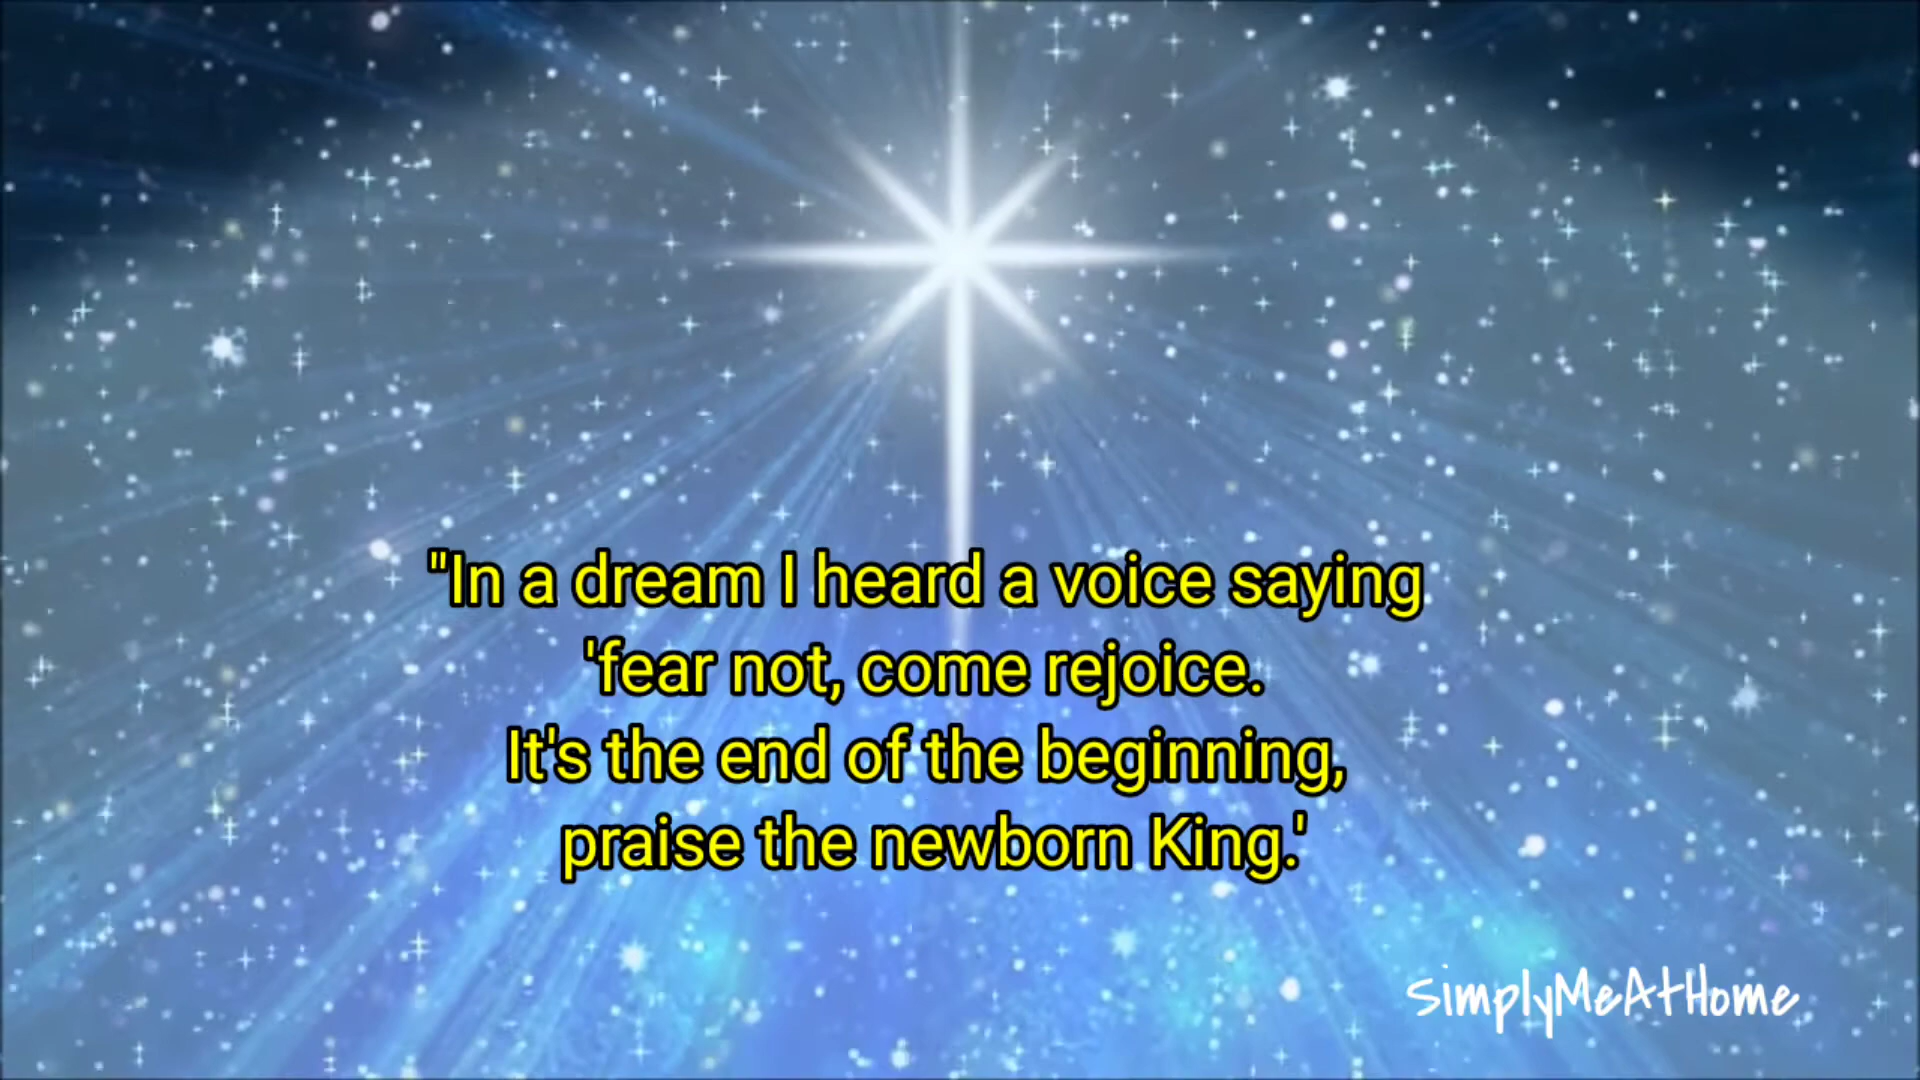 "In a dream I heard a voice saying
'fear not, come rejoice.
It's the end of the beginning,
praise the newborn King.'
SimplyMeAtHome